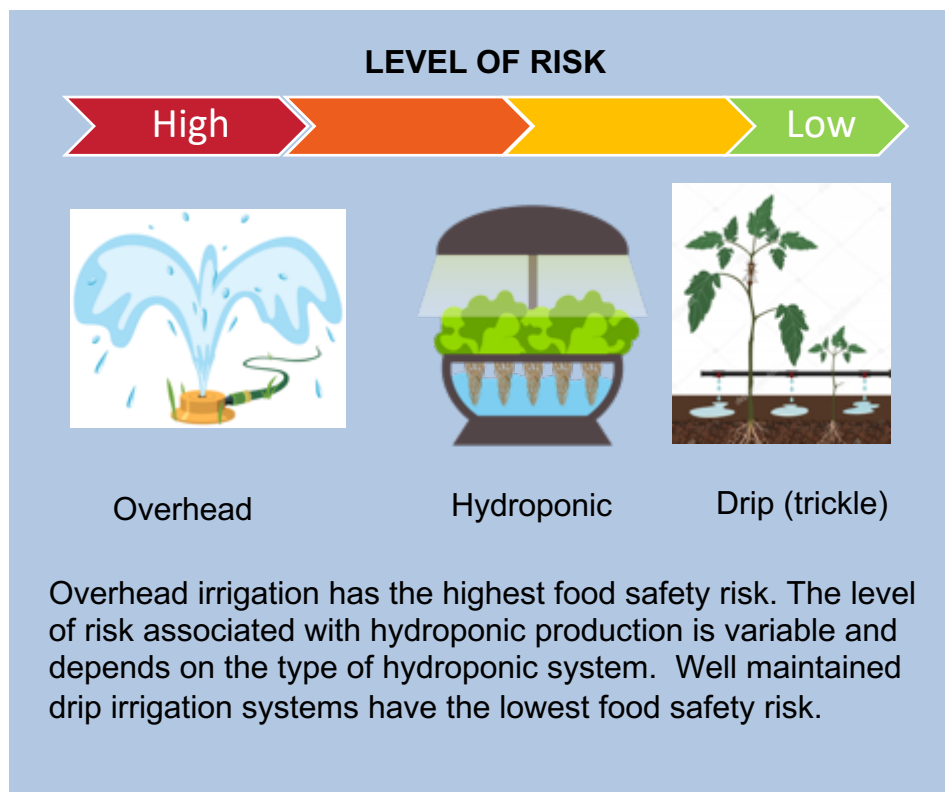 LEVEL OF RISK
High
Low
Overhead
Hydroponic
Drip (trickle)
Overhead irrigation has the highest food safety risk. The level
of risk associated with hydroponic production is variable and
depends on the type of hydroponic system.  Well maintained
drip irrigation systems have the lowest food safety risk.